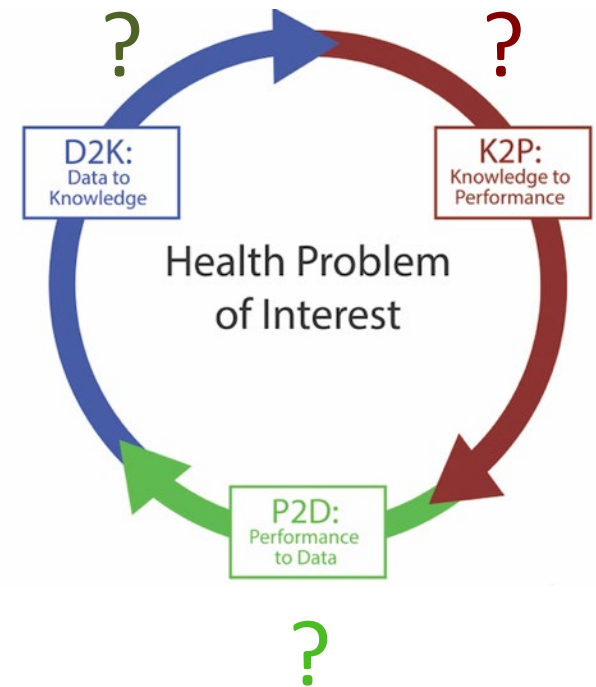 ?
?
D2K:
Data to
Knowledge
K2P:
Knowledge to
Performance
Health Problem
of Interest
P2D:
Performance
to Data
?